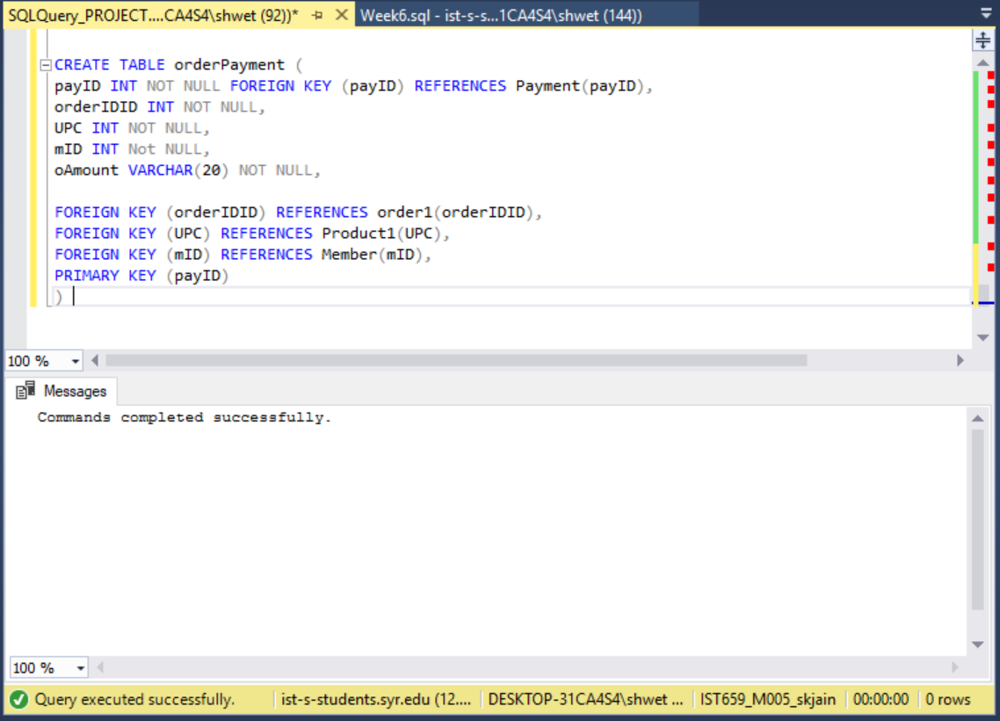 SQLQuery_PROJECT....CA4S4\shwet (92))* Week6.sql - ist-s-s...1CA4S4\shwet (144))
CREATE TABLE orderPayment (
payID INT NOT NULL FOREIGN KEY (payID) REFERENCES Payment(payID),
orderIDID INT NOT NULL,
UPC INT NOT NULL,
mID INT Not NULL,
oAmount VARCHAR(20) NOT NULL,
FOREIGN KEY (orderIDID) REFERENCES order1(orderIDID),
FOREIGN KEY (UPC) REFERENCES Product1(UPC),
FOREIGN KEY (mID) REFERENCES Member(mID),
PRIMARY KEY (payID)
)
100 %
Messages
Commands completed successfully.
100 %
Query executed successfully. ist-s-students.syr.edu (12.... DESKTOP-31CA4S4\shwet ... IST659_M005_skjain 00:00:00 0 rows